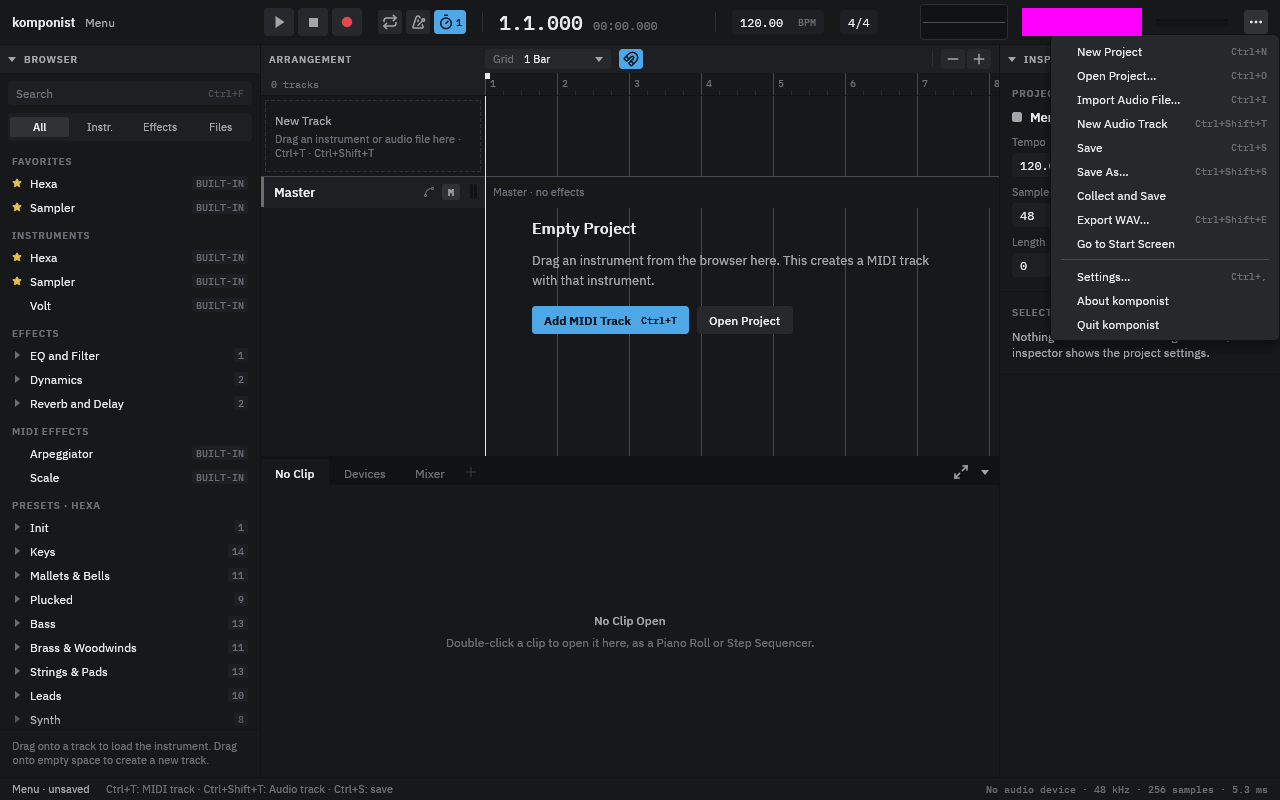 komponist Menu
1
1.1.000 00:00.000
120.00 BPM
4/4
BROWSER
Search Ctrl+F
All Instr. Effects Files
FAVORITES
Hexa BUILT-IN
Sampler BUILT-IN
INSTRUMENTS
Hexa BUILT-IN
Sampler BUILT-IN
Volt BUILT-IN
EFFECTS
EQ and Filter 1
Dynamics 2
Reverb and Delay 2
MIDI EFFECTS
Arpeggiator BUILT-IN
Scale BUILT-IN
PRESETS · HEXA
Init 1
Keys 14
Mallets & Bells 11
Plucked 9
Bass 13
Brass & Woodwinds 11
Strings & Pads 13
Leads 10
Synth 8
Drag onto a track to load the instrument. Drag
onto empty space to create a new track.
ARRANGEMENT
Grid 1 Bar
0 tracks
1 2 3 4 5 6 7 8
New Track
Drag an instrument or audio file here ·
Ctrl+T · Ctrl+Shift+T
Master M
Master · no effects
Empty Project
Drag an instrument from the browser here. This creates a MIDI track
with that instrument.
Add MIDI Track Ctrl+T
Open Project
No Clip Devices Mixer
No Clip Open
Double-click a clip to open it here, as a Piano Roll or Step Sequencer.
Tempo
Sample
48
Length
0
Nothing
inspector shows the project settings.
New Project Ctrl+N
Open Project... Ctrl+O
Import Audio File... Ctrl+I
New Audio Track Ctrl+Shift+T
Save Ctrl+S
Save As... Ctrl+Shift+S
Collect and Save
Export WAV... Ctrl+Shift+E
Go to Start Screen
Settings... Ctrl+,
About komponist
Quit komponist
Menu · unsaved Ctrl+T: MIDI track · Ctrl+Shift+T: Audio track · Ctrl+S: save
No audio device · 48 kHz · 256 samples · 5.3 ms